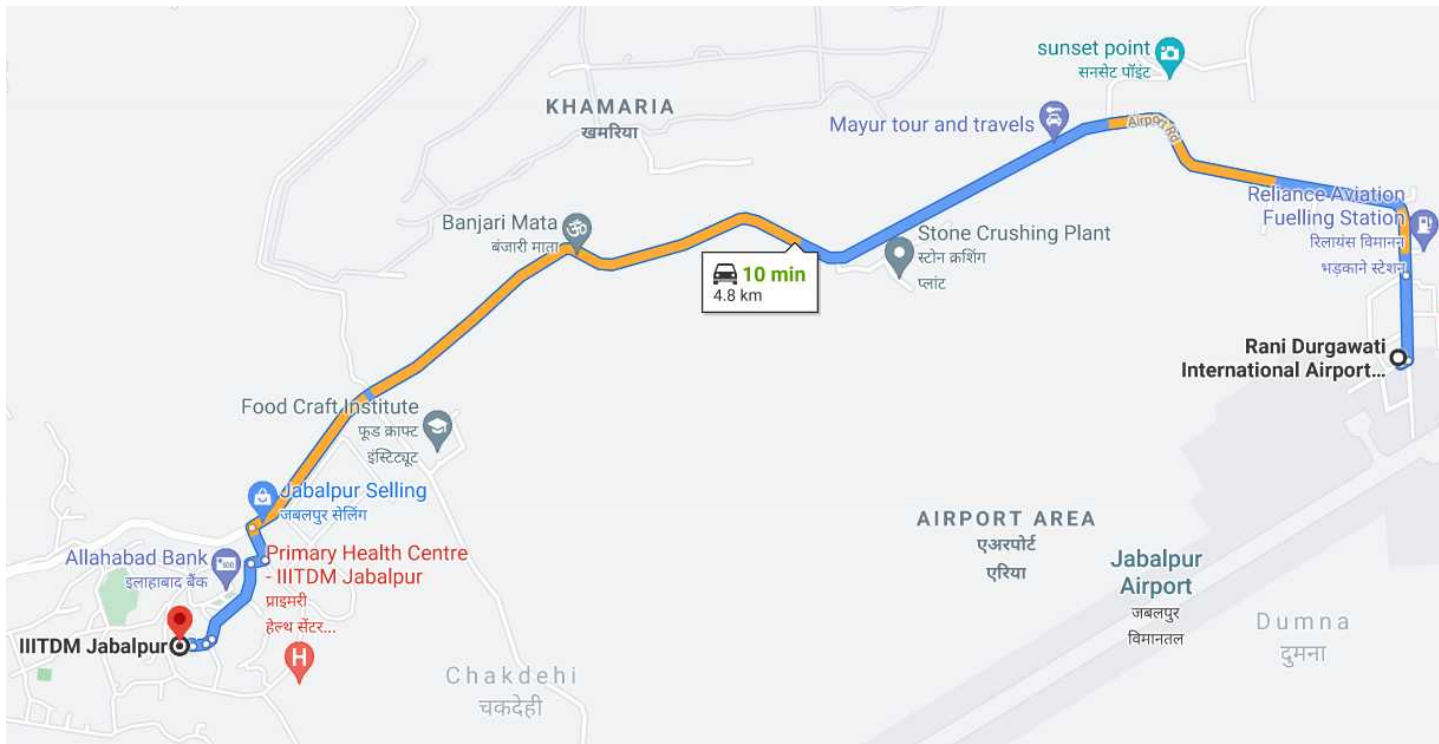 sunset point
सनसेट पॉइंट
KHAMARIA
खमरिया
Mayur tour and travels
Airport Rd
Reliance Aviation
Fuelling Station
रिलायंस विमानन
भड़काने स्टेशन
Banjari Mata
बंजारी माता
Stone Crushing Plant
स्टोन क्रशिंग
प्लांट
10 min
4.8 km
Rani Durgawati
International Airport...
Food Craft Institute
फूड क्राफ्ट
इंस्टिट्यूट
Jabalpur Selling
जबलपुर सेलिंग
AIRPORT AREA
एअरपोर्ट
एरिया
Allahabad Bank
इलाहाबाद बैंक
Primary Health Centre
- IIITDM Jabalpur
प्राइमरी
हेल्थ सेंटर...
Jabalpur
Airport
जबलपुर
विमानतल
Dumna
दुमना
IIITDM Jabalpur
H
Chakdehi
चकदेही